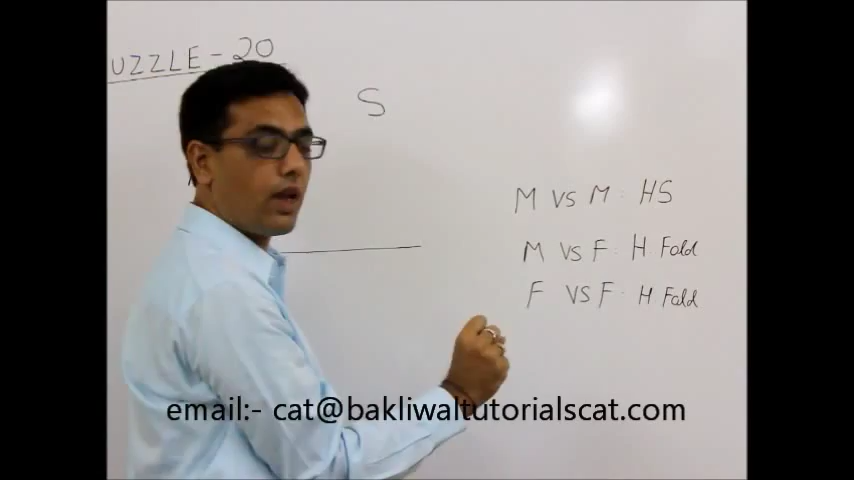 UZZLE - 20
S
M VS M : HS
M VS F : H Fold
F VS F : H Fold
email:- cat@bakliwaltutorialscat.com